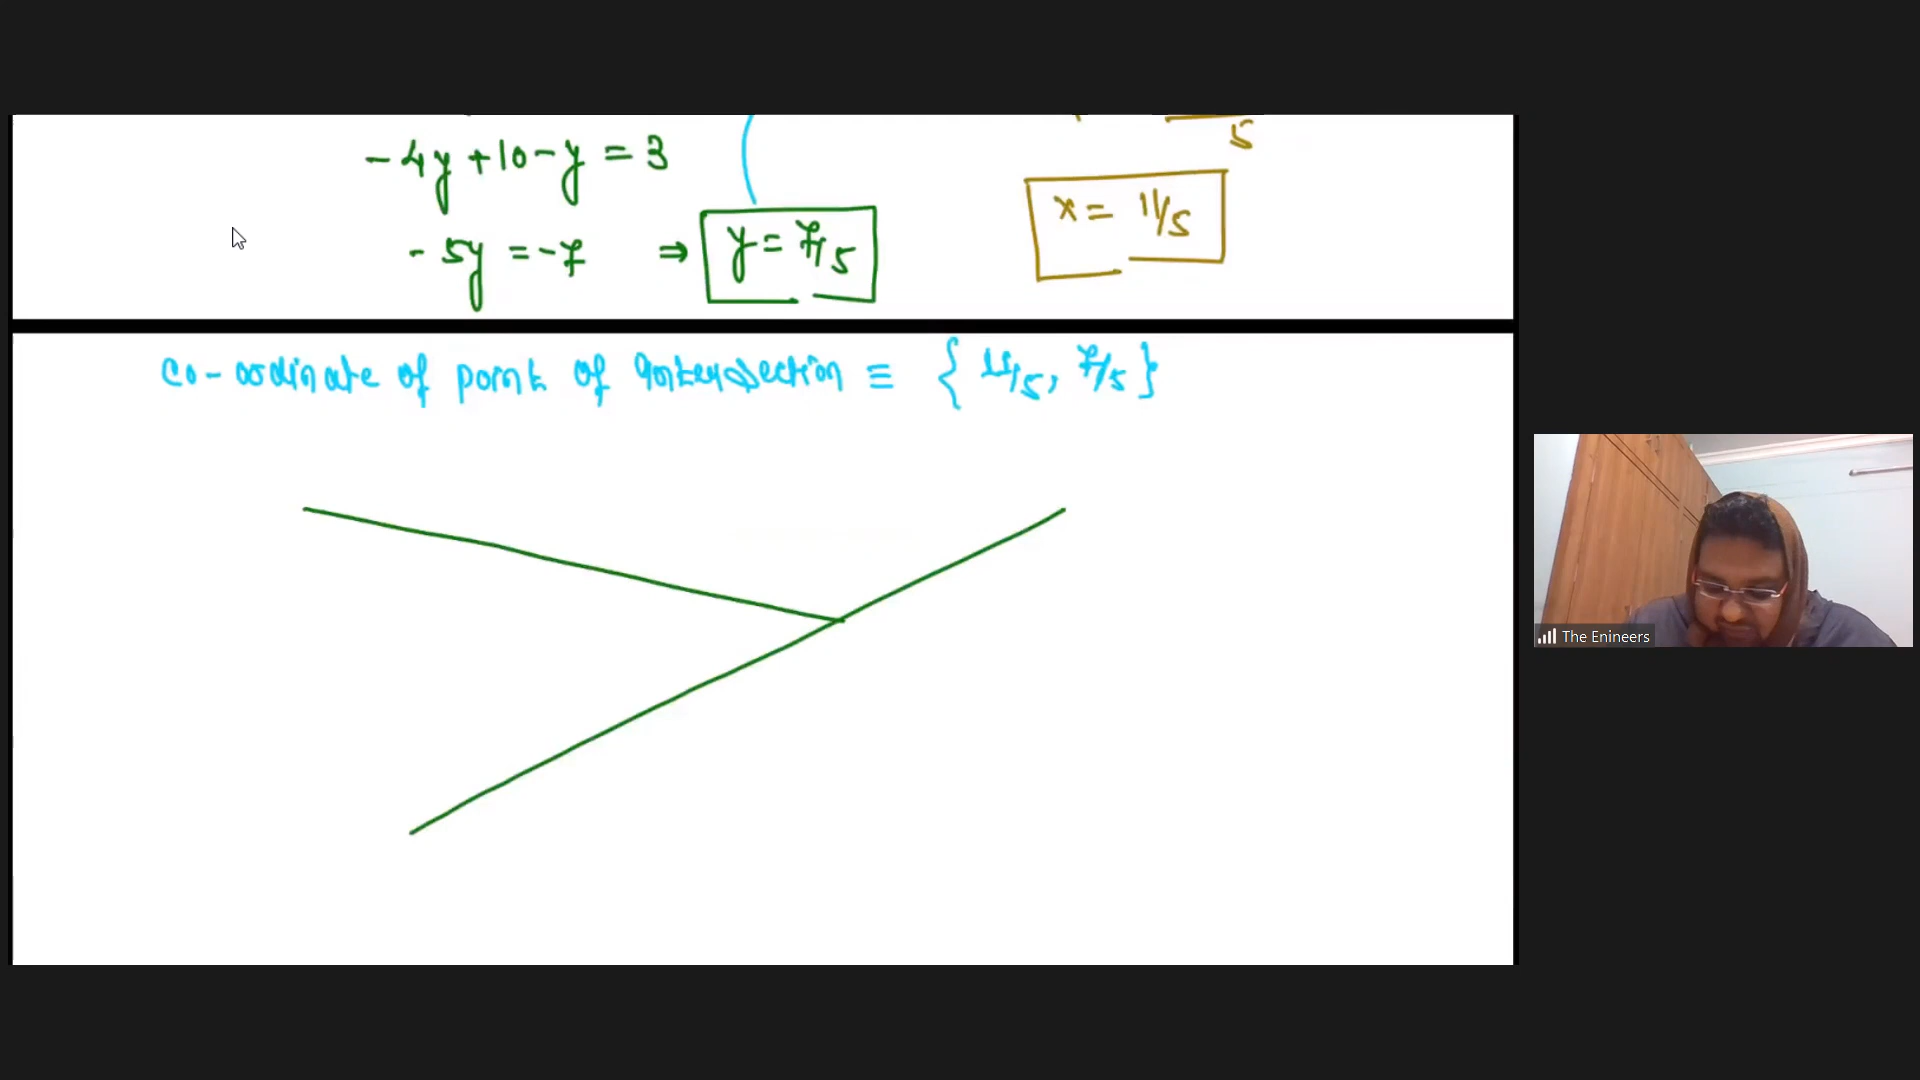 5
-4y+10-y = 3
x = 11/5
-5y = -7 ⇒ y = 7/5
co-ordinate of point of intersection ≡ { 11/5, 7/5 }
The Enineers